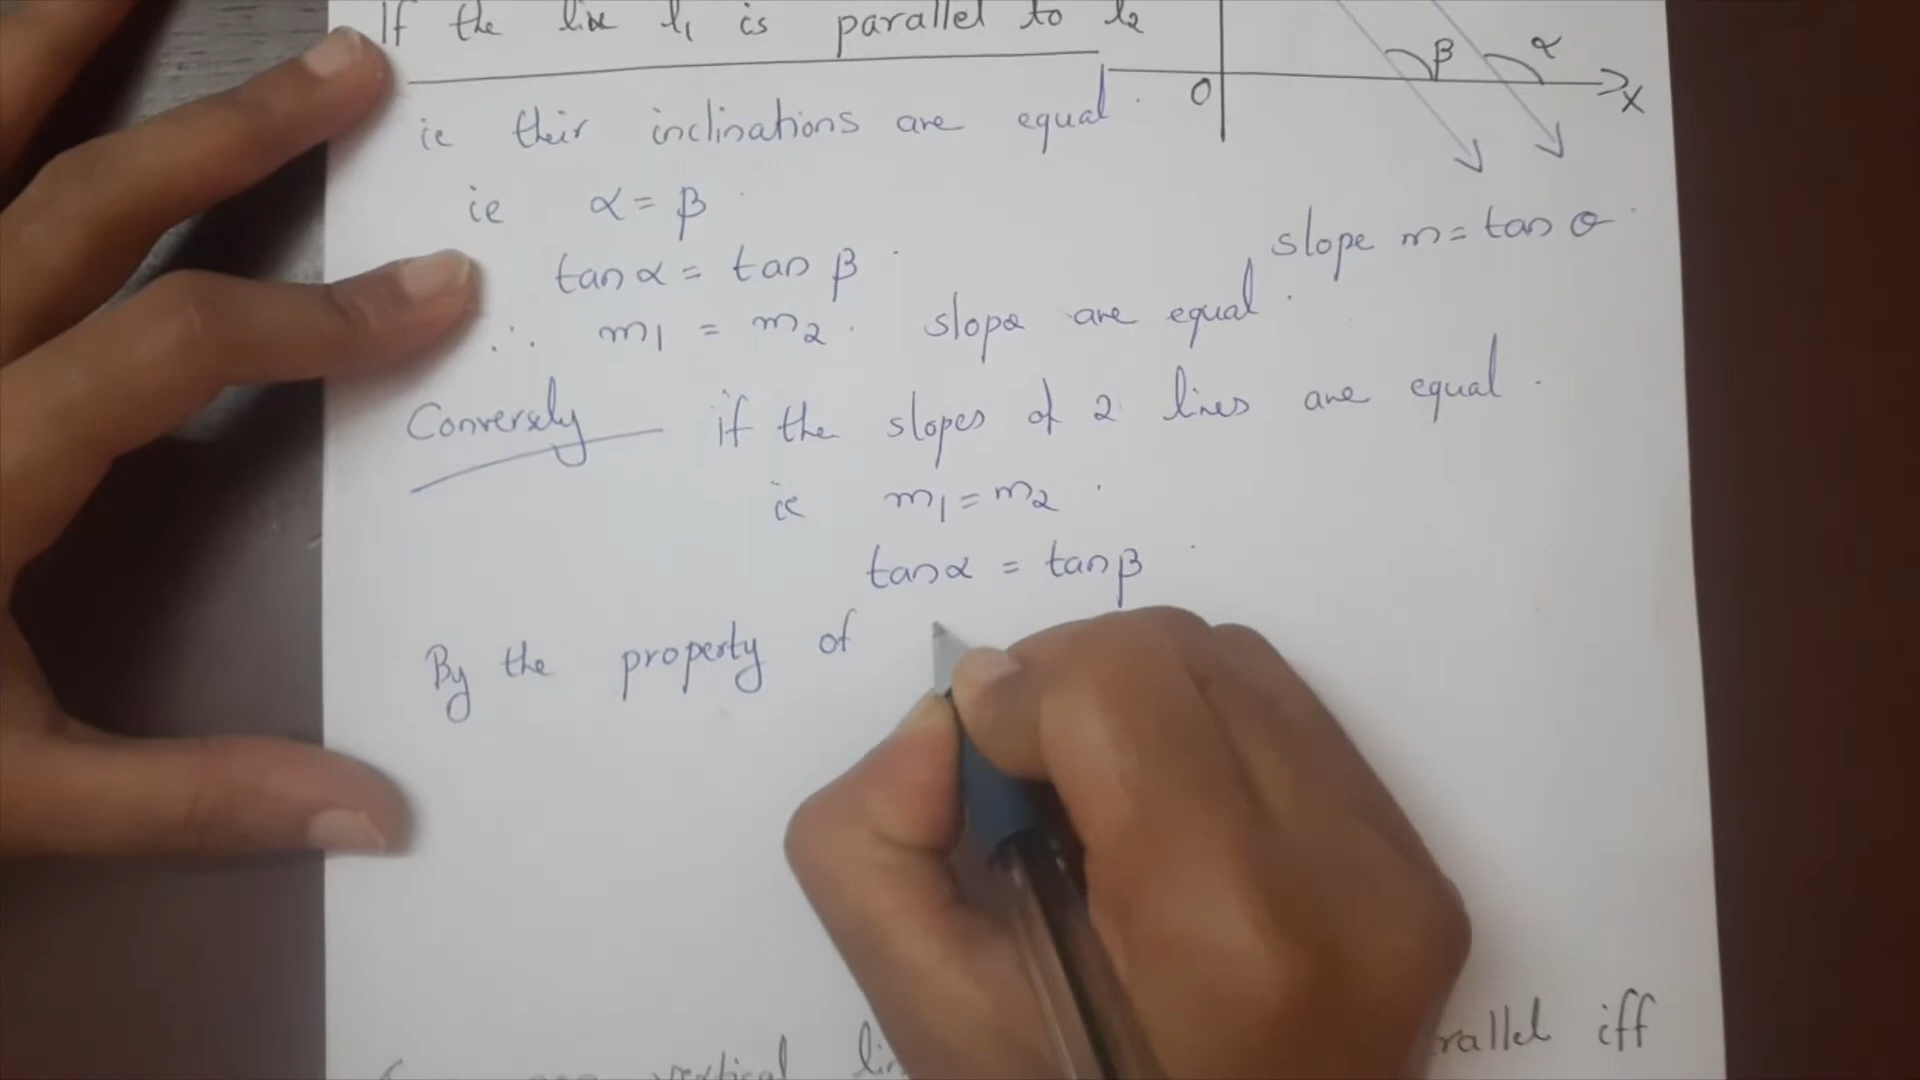 If the line l1 is parallel to l2
β α
O X
ie their inclinations are equal.
ie α = β.
slope m = tan θ.
tan α = tan β.
∴ m1 = m2. slope are equal.
Conversely if the slopes of 2 lines are equal.
ie m1 = m2.
tan α = tan β.
By the property of
vertical
iff